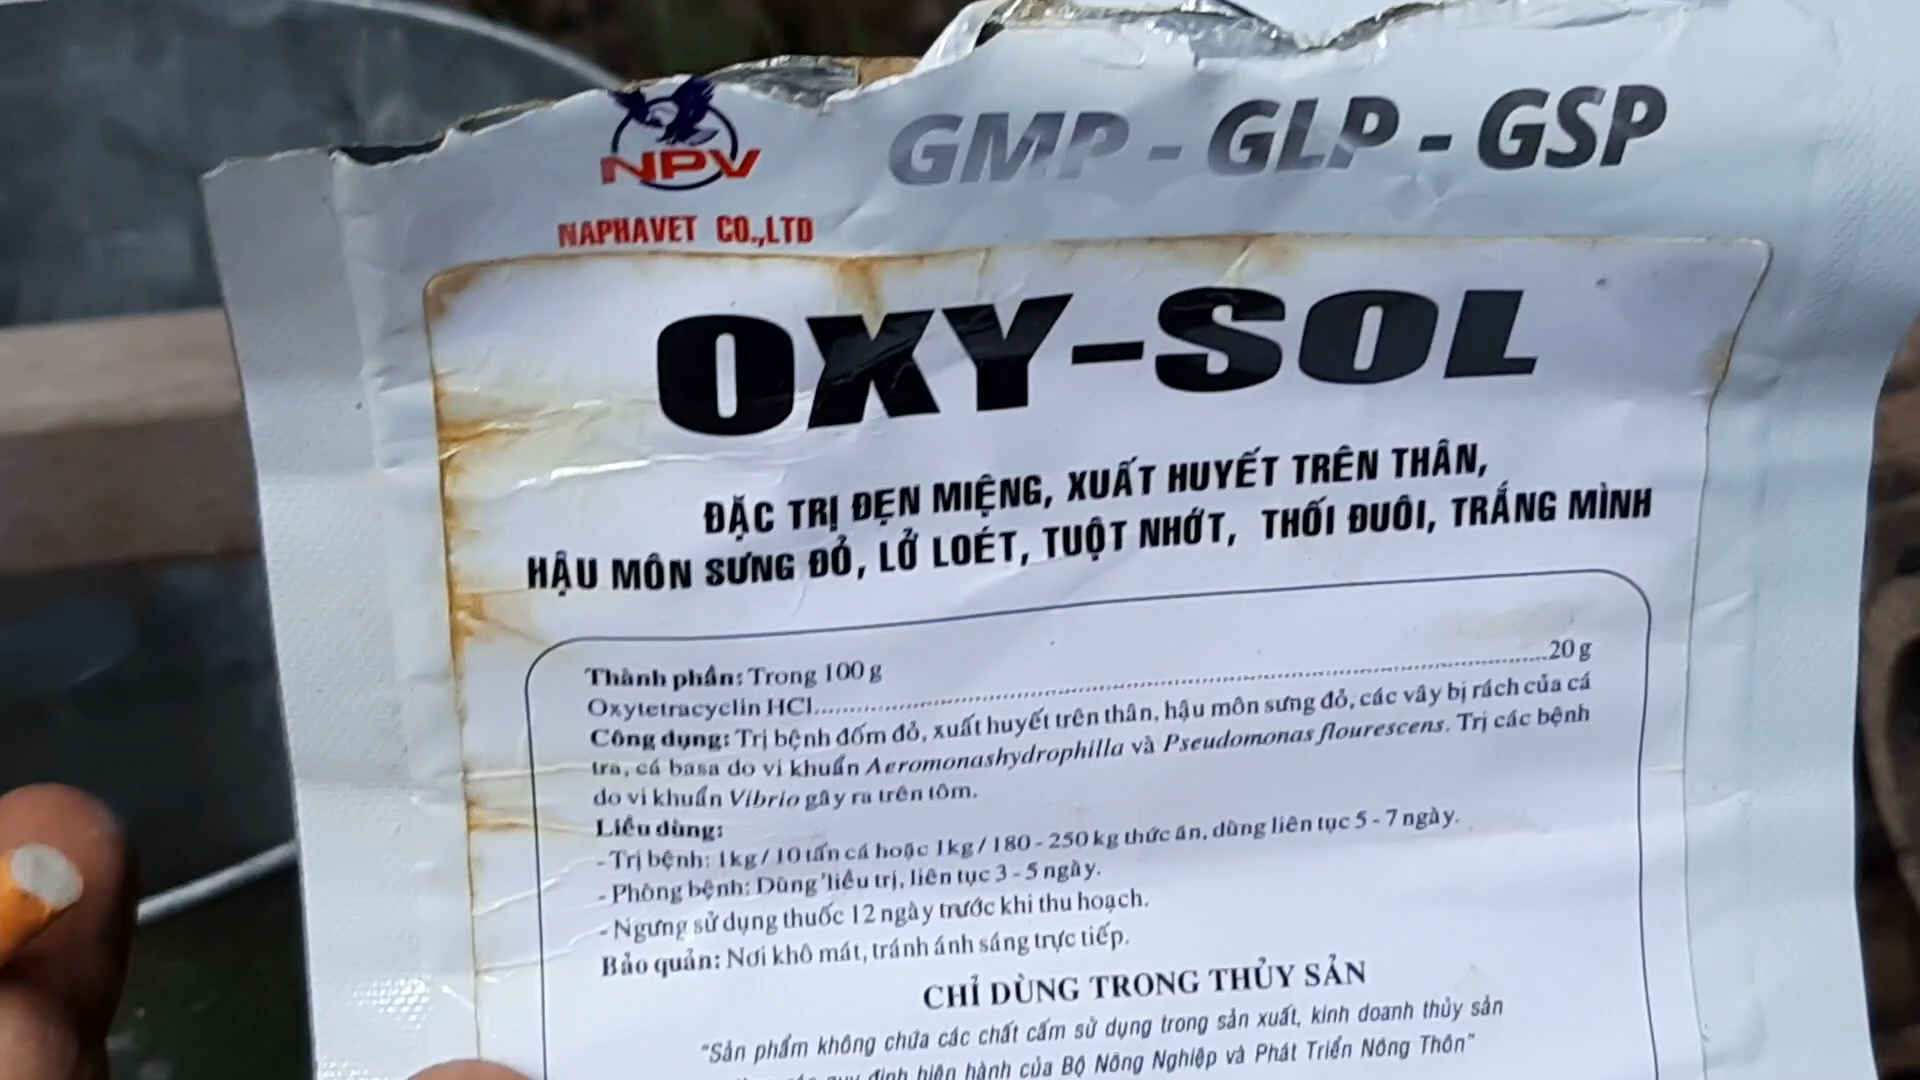 NPV
GMP - GLP - GSP
NAPHAVET CO.,LTD
OXY-SOL
ĐẶC TRỊ ĐẸN MIỆNG, XUẤT HUYẾT TRÊN THÂN,
HẬU MÔN SƯNG ĐỎ, LỞ LOÉT, TUỘT NHỚT, THỐI ĐUÔI, TRẮNG MÌNH
Thành phần: Trong 100 g
Oxytetracyclin HCl..........20 g
Công dụng: Trị bệnh đốm đỏ, xuất huyết trên thân, hậu môn sưng đỏ, các vây bị rách của cá
tra, cá basa do vi khuẩn Aeromonashydrophilla và Pseudomonas flourescens. Trị các bệnh
do vi khuẩn Vibrio gây ra trên tôm.
Liều dùng:
- Trị bệnh: 1kg / 10 tấn cá hoặc 1kg / 180 - 250 kg thức ăn, dùng liên tục 5 - 7 ngày.
- Phòng bệnh: Dùng liều trị, liên tục 3 - 5 ngày.
- Ngưng sử dụng thuốc 12 ngày trước khi thu hoạch.
Bảo quản: Nơi khô mát, tránh ánh sáng trực tiếp.
CHỈ DÙNG TRONG THỦY SẢN
"Sản phẩm không chứa các chất cấm sử dụng trong sản xuất, kinh doanh thủy sản
định hiện hành của Bộ Nông Nghiệp và Phát Triển Nông Thôn"